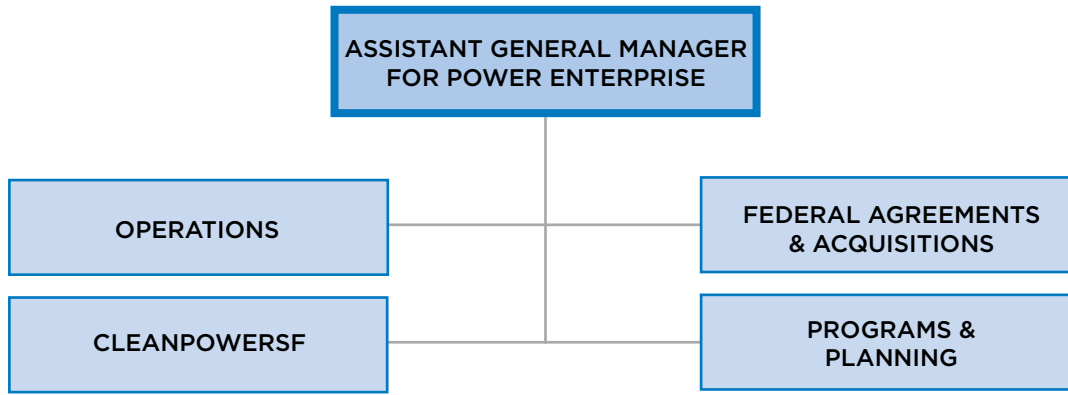 ASSISTANT GENERAL MANAGER
FOR POWER ENTERPRISE
OPERATIONS
FEDERAL AGREEMENTS
& ACQUISITIONS
CLEANPOWERSF
PROGRAMS &
PLANNING